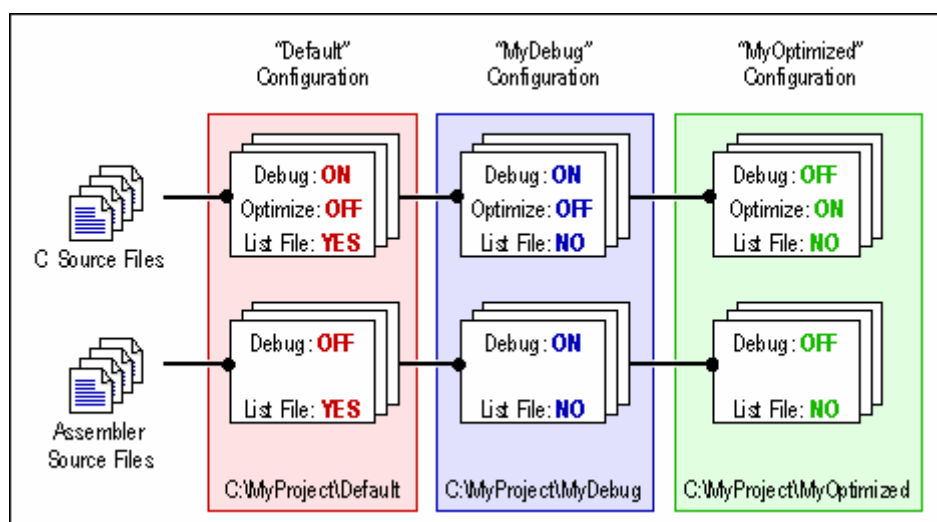 “Default”
Configuration
“MyDebug”
Configuration
“MyOptimized”
Configuration
C Source Files
Debug: ON
Optimize: OFF
List File: YES
Debug: ON
Optimize: OFF
List File: NO
Debug: OFF
Optimize: ON
List File: NO
Assembler
Source Files
Debug: OFF
List File: YES
Debug: ON
List File: NO
Debug: OFF
List File: NO
C:\MyProject\Default
C:\MyProject\MyDebug
C:\MyProject\MyOptimized